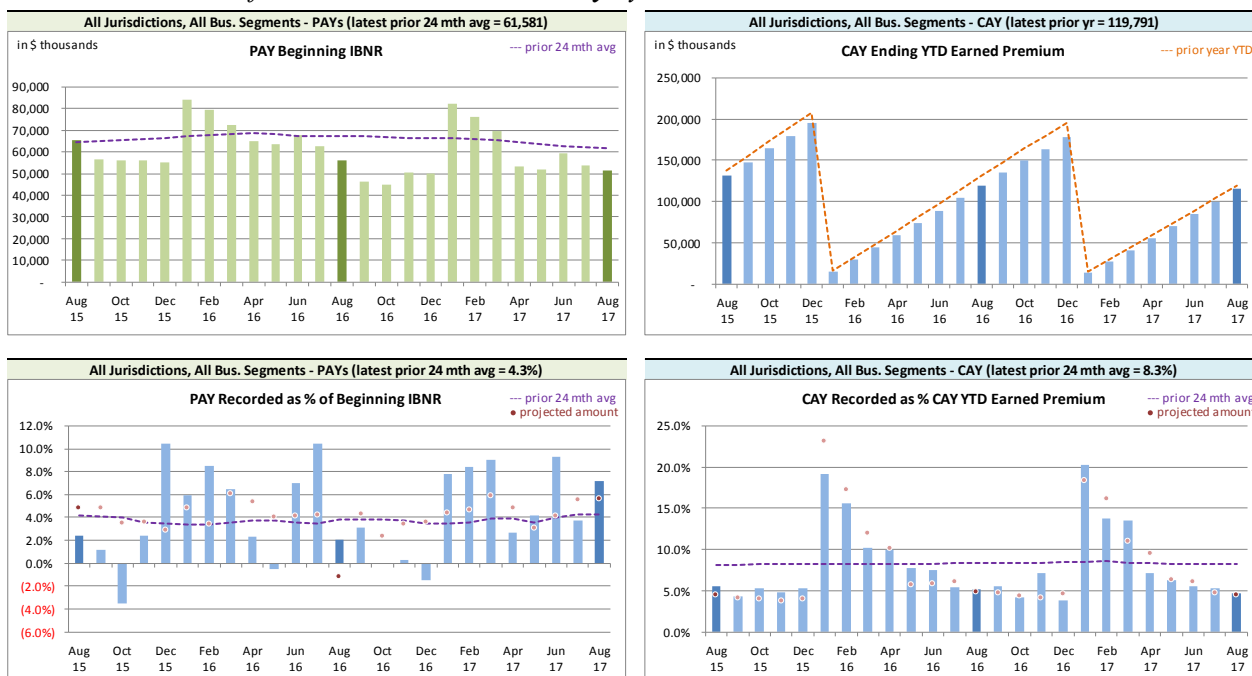 All Jurisdictions, All Bus. Segments - PAYs (latest prior 24 mth avg = 61,581)
in $ thousands
PAY Beginning IBNR
--- prior 24 mth avg
90,000
80,000
70,000
60,000
50,000
40,000
30,000
20,000
10,000
-
Aug Oct Dec Feb Apr Jun Aug Oct Dec Feb Apr Jun Aug
15 15 15 16 16 16 16 16 16 17 17 17 17
All Jurisdictions, All Bus. Segments - CAY (latest prior yr = 119,791)
in $ thousands
CAY Ending YTD Earned Premium
--- prior year YTD
250,000
200,000
150,000
100,000
50,000
-
Aug Oct Dec Feb Apr Jun Aug Oct Dec Feb Apr Jun Aug
15 15 15 16 16 16 16 16 16 17 17 17 17
All Jurisdictions, All Bus. Segments - PAYs (latest prior 24 mth avg = 4.3%)
PAY Recorded as % of Beginning IBNR
--- prior 24 mth avg
• projected amount
12.0%
10.0%
8.0%
6.0%
4.0%
2.0%
0.0%
(2.0%)
(4.0%)
(6.0%)
Aug Oct Dec Feb Apr Jun Aug Oct Dec Feb Apr Jun Aug
15 15 15 16 16 16 16 16 16 17 17 17 17
All Jurisdictions, All Bus. Segments - CAY (latest prior 24 mth avg = 8.3%)
CAY Recorded as % CAY YTD Earned Premium
--- prior 24 mth avg
• projected amount
25.0%
20.0%
15.0%
10.0%
5.0%
0.0%
Aug Oct Dec Feb Apr Jun Aug Oct Dec Feb Apr Jun Aug
15 15 15 16 16 16 16 16 16 17 17 17 17